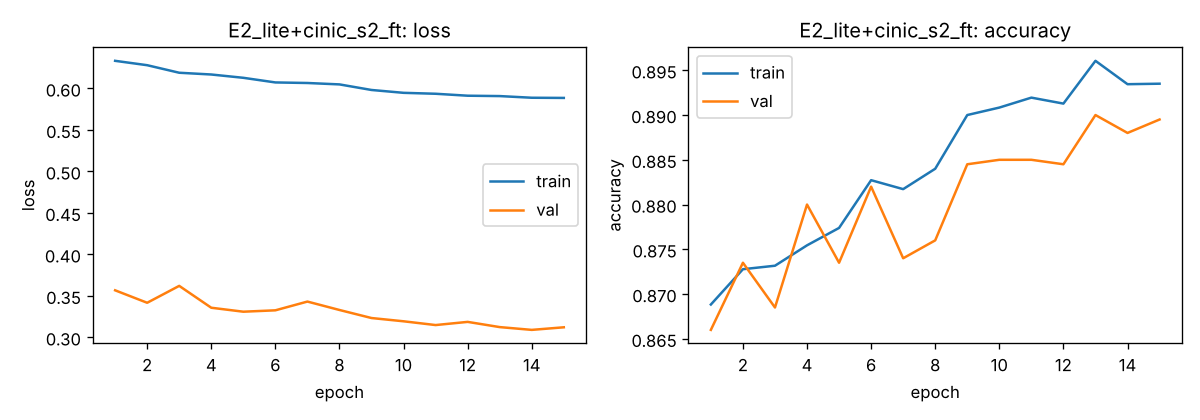 E2_lite+cinic_s2_ft: loss
0.60
0.55
0.50
0.45
0.40
0.35
0.30
loss
train
val
2 4 6 8 10 12 14
epoch
E2_lite+cinic_s2_ft: accuracy
train
val
0.895
0.890
0.885
0.880
0.875
0.870
0.865
accuracy
2 4 6 8 10 12 14
epoch